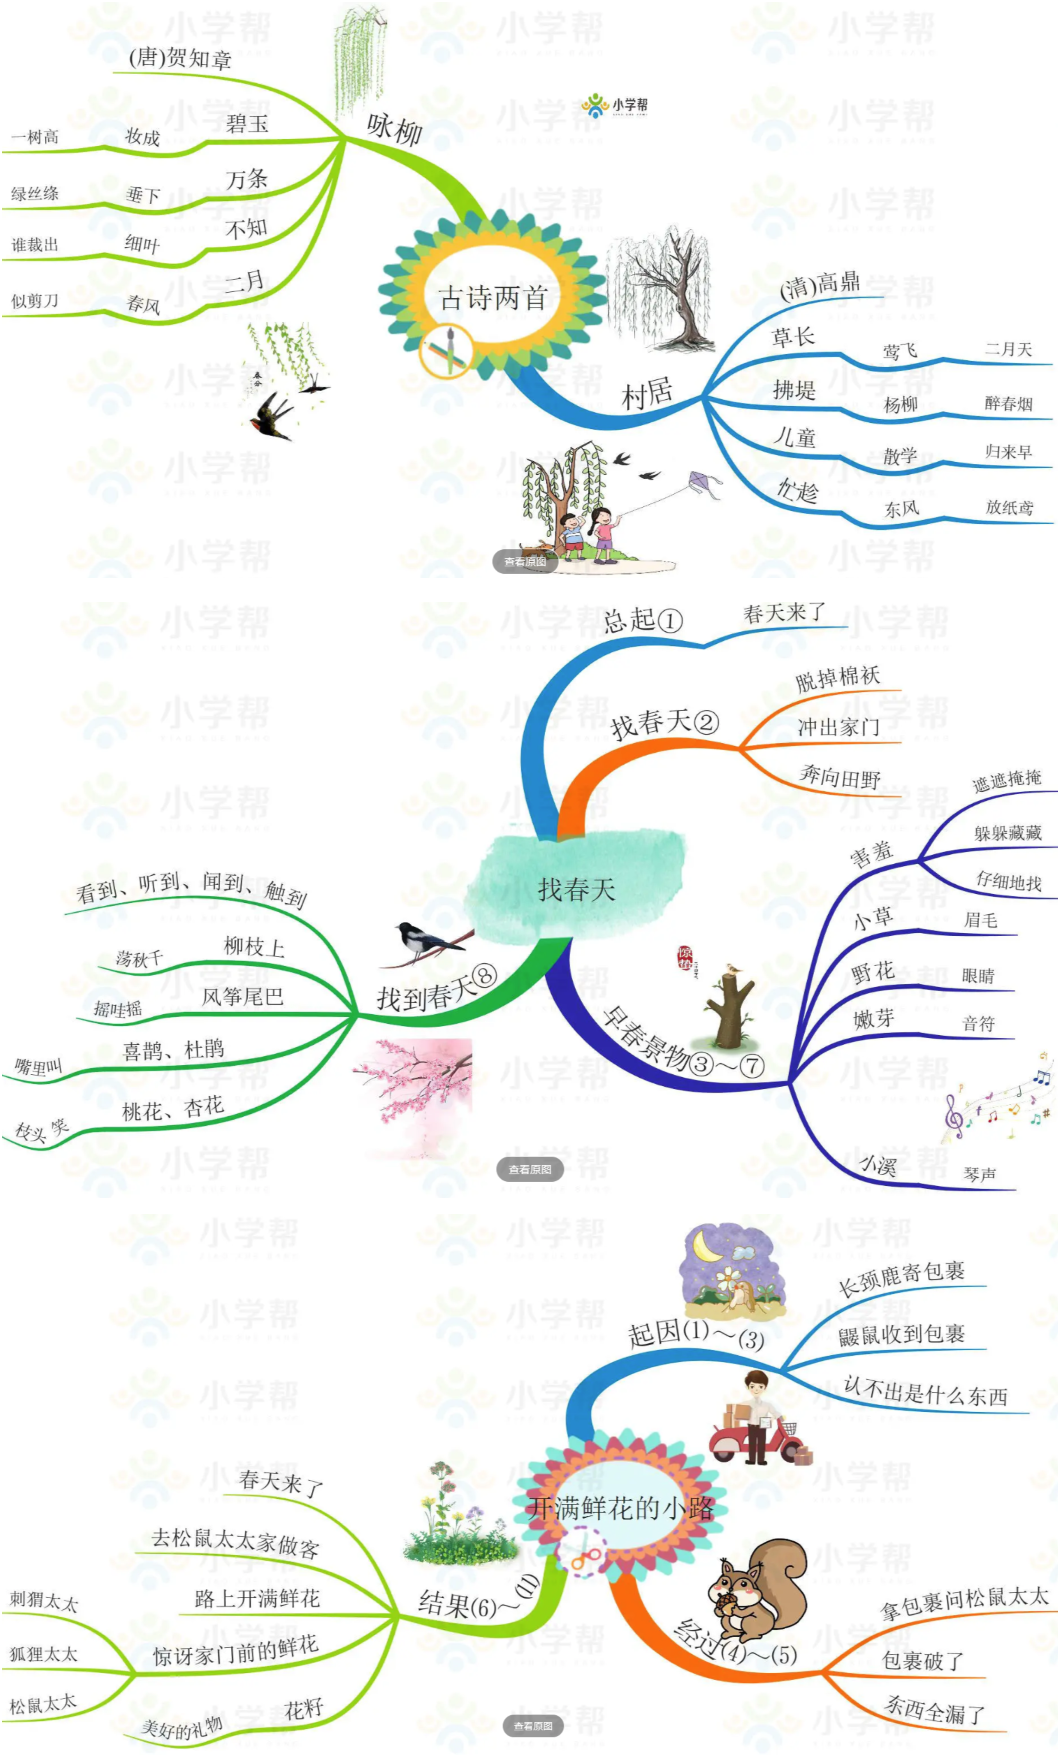 小学帮
古诗两首
咏柳
(唐)贺知章
碧玉 妆成 一树高
万条 垂下 绿丝绦
不知 细叶 谁裁出
二月 春风 似剪刀
春分
村居
(清)高鼎
草长 莺飞 二月天
拂堤 杨柳 醉春烟
儿童 散学 归来早
忙趁 东风 放纸鸢
查看原图
找春天
总起①
春天来了
找春天②
脱掉棉袄
冲出家门
奔向田野
早春景物③～⑦
害羞
遮遮掩掩
躲躲藏藏
仔细地找
小草 眉毛
野花 眼睛
嫩芽 音符
小溪 琴声
惊蛰
找到春天⑧
看到、听到、闻到、触到
柳枝上 荡秋千
风筝尾巴 摇哇摇
喜鹊、杜鹃 嘴里叫
桃花、杏花 枝头 笑
查看原图
开满鲜花的小路
起因(1)～(3)
长颈鹿寄包裹
鼹鼠收到包裹
认不出是什么东西
经过(4)～(5)
拿包裹问松鼠太太
包裹破了
东西全漏了
结果(6)～(11)
春天来了
去松鼠太太家做客
路上开满鲜花
惊讶家门前的鲜花
刺猬太太
狐狸太太
松鼠太太
花籽 美好的礼物
查看原图